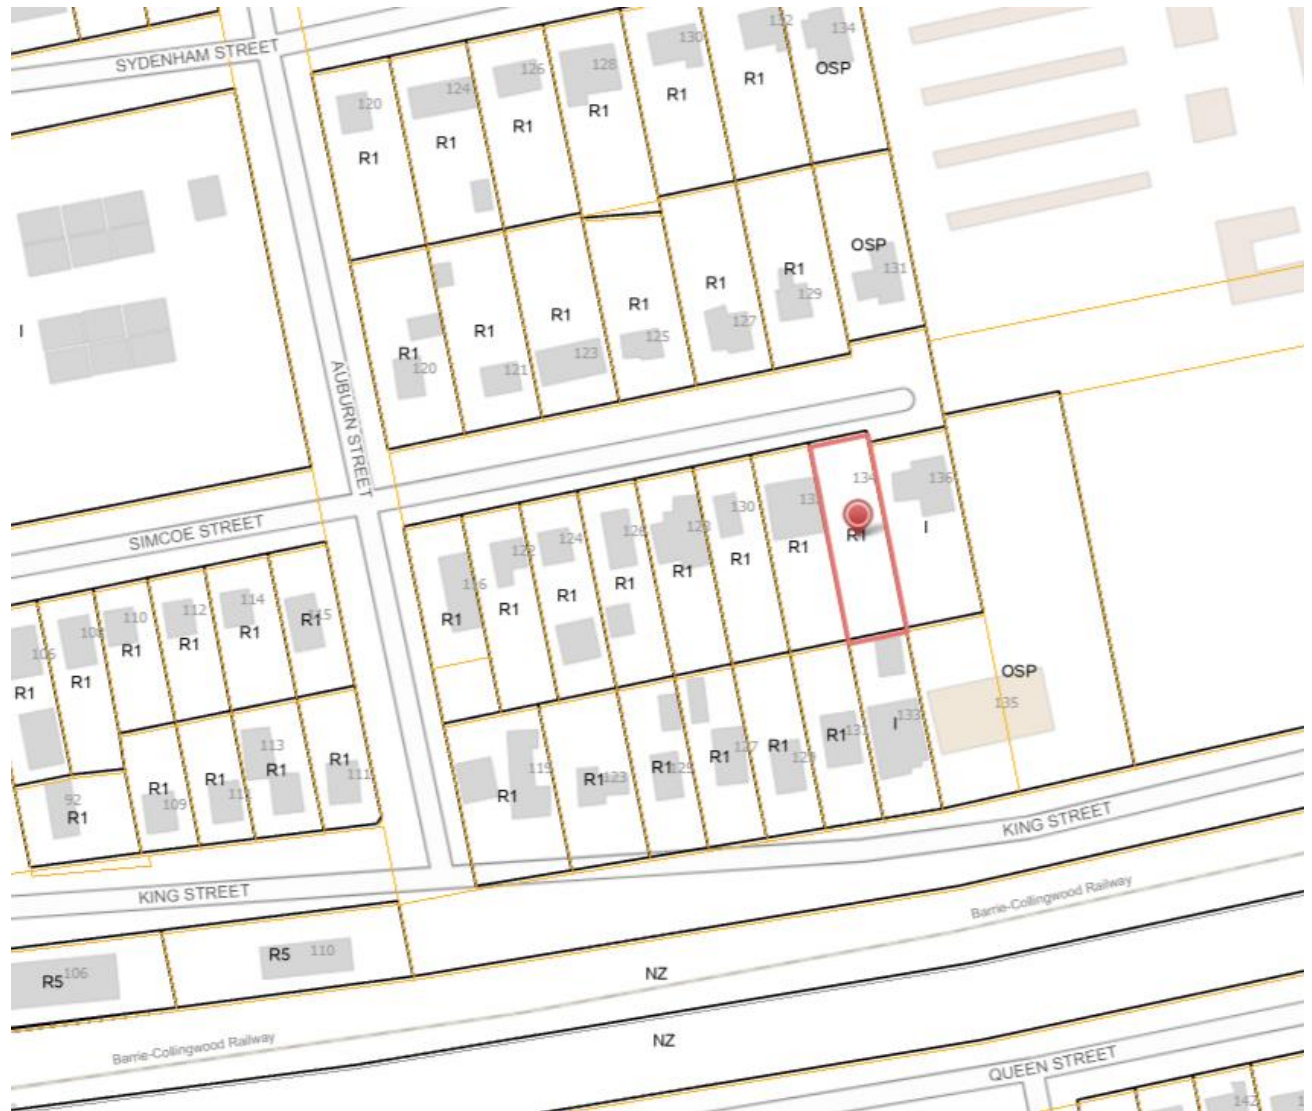 132
134
130
SYDENHAM STREET
128
126
OSP
124
R1
R1
120
R1
R1
R1
R1
OSP
R1
131
R1
129
R1
R1
127
I
R1
125
R1
123
120
121
AUBURN STREET
134
136
130
R1
I
SIMCOE STREET
128
126
R1
124
R1
122
R1
R1
116
R1
R1
R1
114
115
R1
112
R1
110
R1
108
R1
105
R1
R1
OSP
135
133
I
131
R1
129
R1
127
R1
125
R1
123
R1
119
R1
113
R1
R1
111
R1
R1
109
92
R1
KING STREET
KING STREET
Barrie-Collingwood Railway
R5
110
R5
106
NZ
Barrie-Collingwood Railway
NZ
QUEEN STREET
142